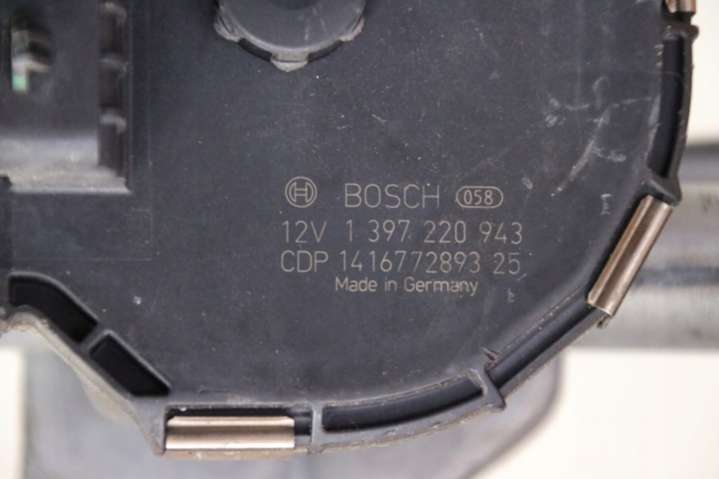 BOSCH 058
12V 1 397 220 943
CDP 1416772893 25
Made in Germany